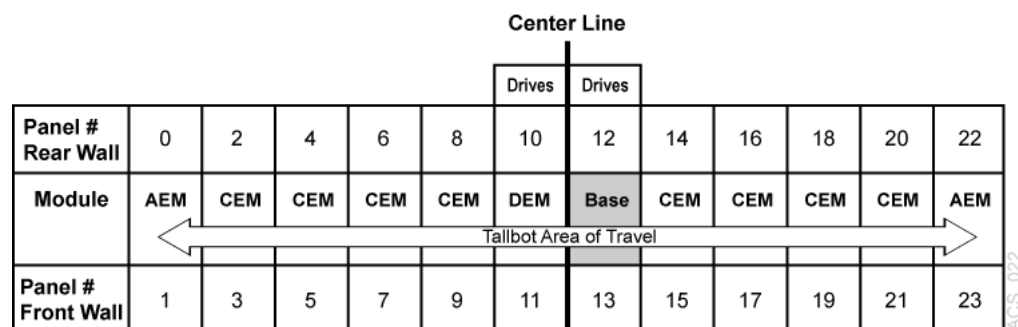 Center Line
Drives Drives
Panel #
Rear Wall 0 2 4 6 8 10 12 14 16 18 20 22
Module AEM CEM CEM CEM CEM DEM Base CEM CEM CEM CEM AEM
Tallbot Area of Travel
Panel #
Front Wall 1 3 5 7 9 11 13 15 17 19 21 23
ACS_022